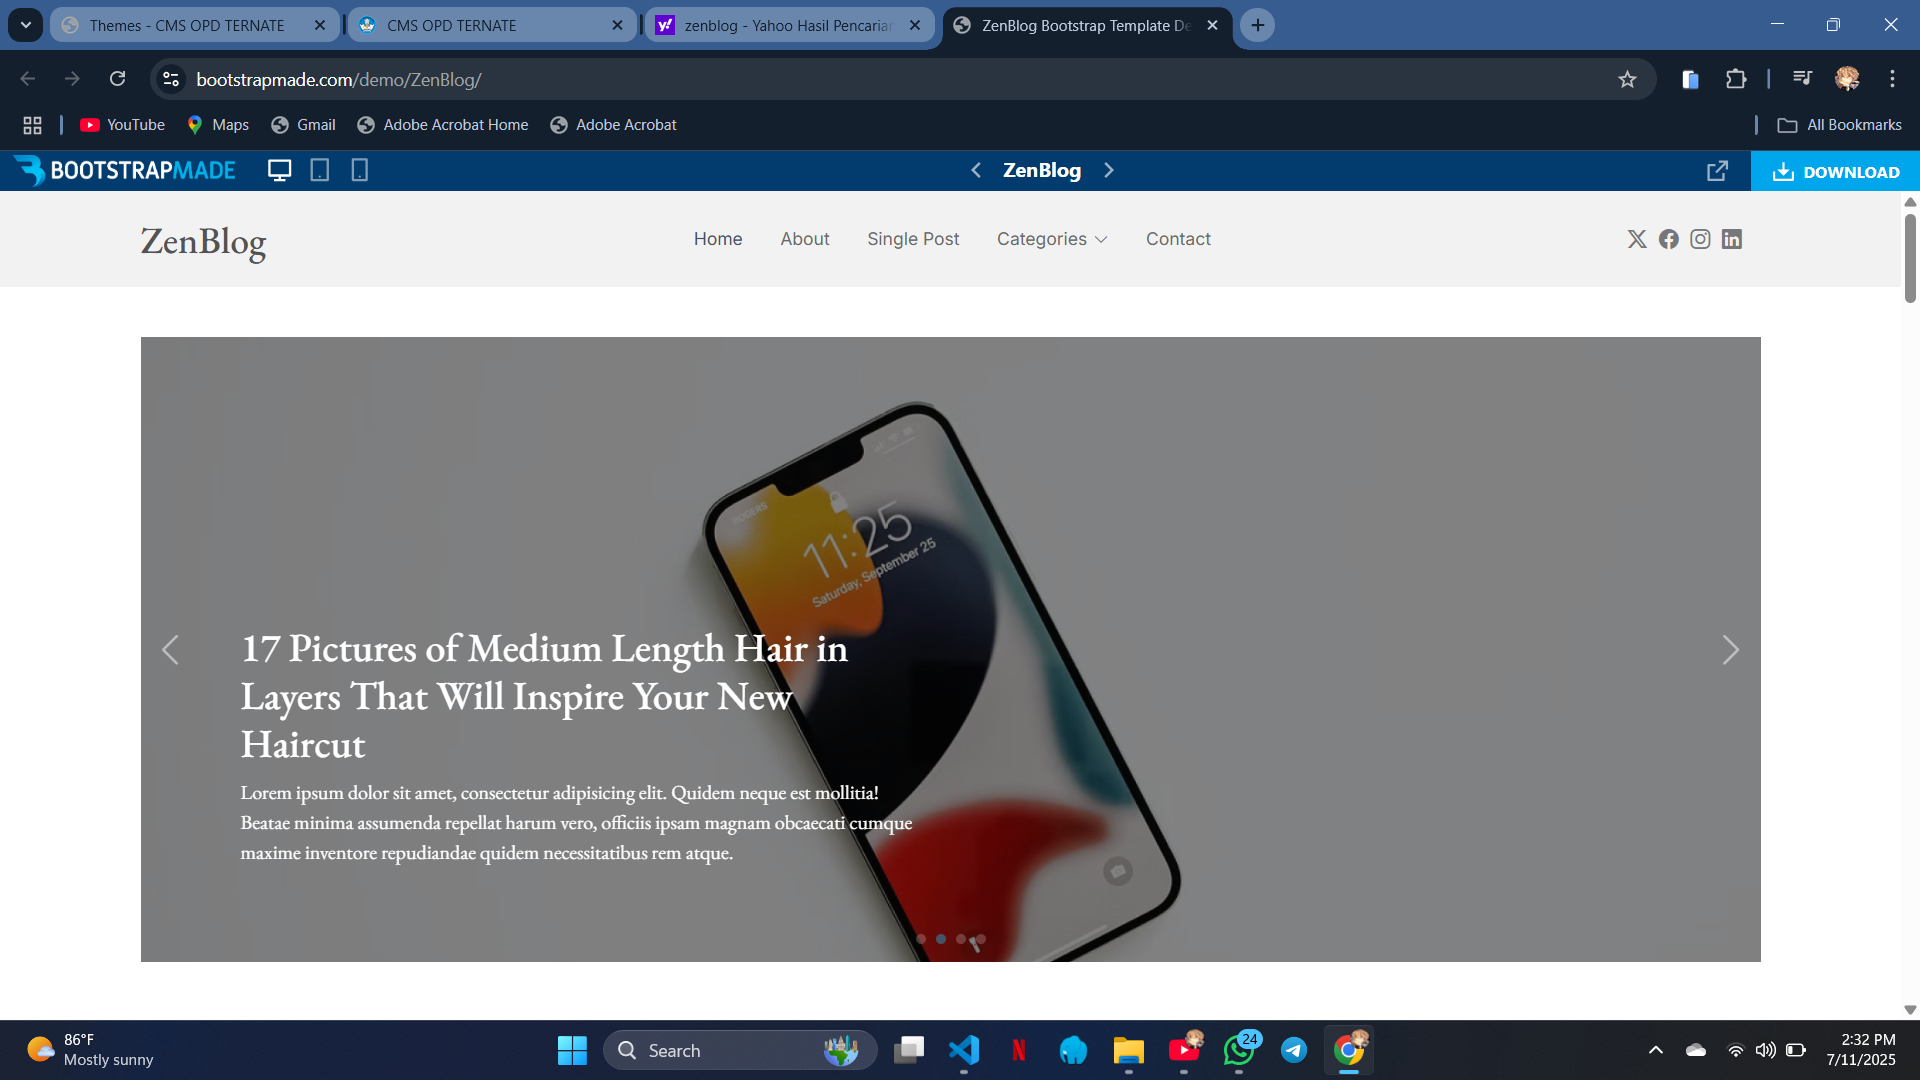 Themes - CMS OPD TERNATE
CMS OPD TERNATE
zenblog - Yahoo Hasil Pencarian
ZenBlog Bootstrap Template De
bootstrapmade.com/demo/ZenBlog/
YouTube
Maps
Gmail
Adobe Acrobat Home
Adobe Acrobat
All Bookmarks
BOOTSTRAPMADE
ZenBlog
DOWNLOAD
ZenBlog
Home
About
Single Post
Categories
Contact
ROGERS
11:25
Saturday, September 25
17 Pictures of Medium Length Hair in
Layers That Will Inspire Your New
Haircut
Lorem ipsum dolor sit amet, consectetur adipisicing elit. Quidem neque est mollitia!
Beatae minima assumenda repellat harum vero, officiis ipsam magnam obcaecati cumque
maxime inventore repudiandae quidem necessitatibus rem atque.
86°F
Mostly sunny
Search
24
2:32 PM
7/11/2025